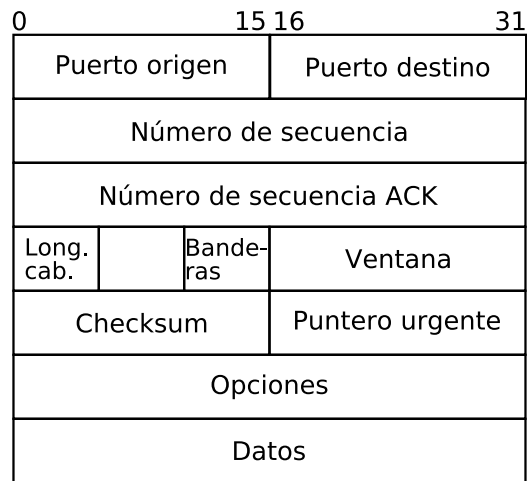 0 15 16 31
Puerto origen Puerto destino
Número de secuencia
Número de secuencia ACK
Long.
cab.
Bande-
ras
Ventana
Checksum Puntero urgente
Opciones
Datos